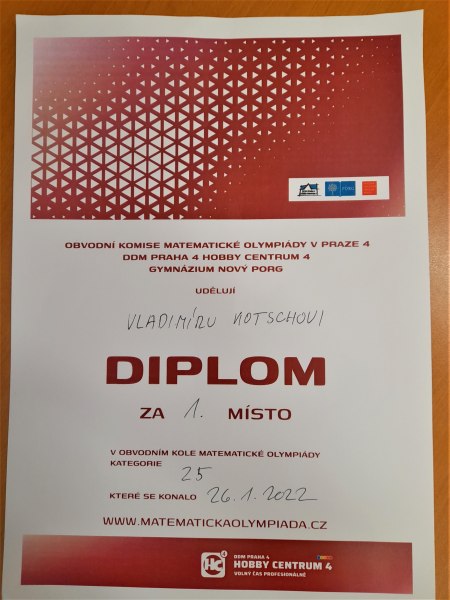 OBVODNÍ KOMISE MATEMATICKÉ OLYMPIÁDY V PRAZE 4
DDM PRAHA 4 HOBBY CENTRUM 4
GYMNÁZIUM NOVÝ PORG
UDĚLUJÍ
VLADIMÍRU KOTSCHOVI
DIPLOM
ZA 1. MÍSTO
V OBVODNÍM KOLE MATEMATICKÉ OLYMPIÁDY
KATEGORIE Z5
KTERÉ SE KONALO 26.1.2022
WWW.MATEMATICKAOLYMPIADA.CZ
HC4
DDM PRAHA 4
HOBBY CENTRUM 4
VOLNÝ ČAS PROFESIONÁLNĚ